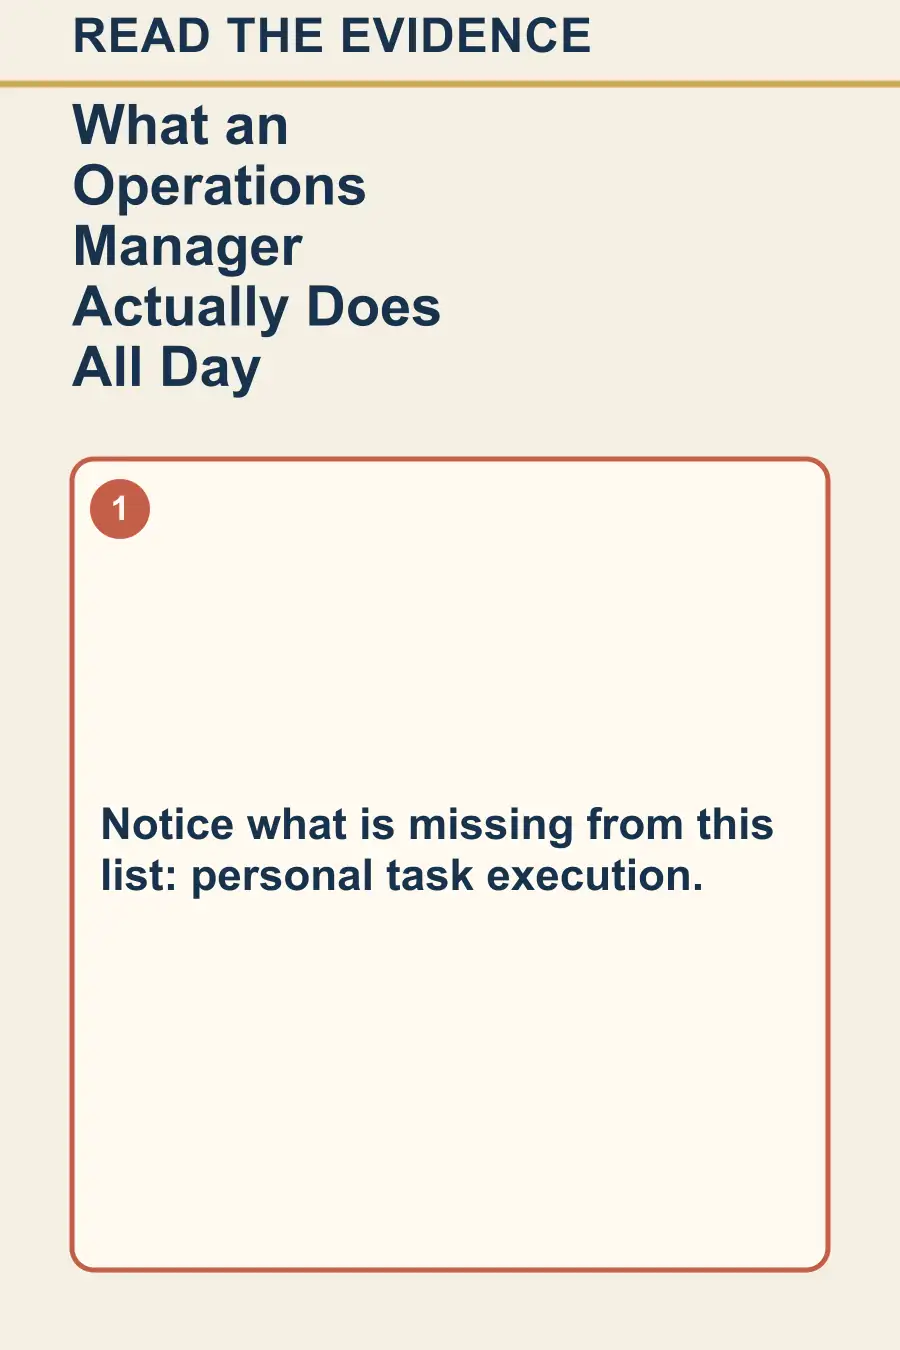 READ THE EVIDENCE
What an
Operations
Manager
Actually Does
All Day
1
Notice what is missing from this
list: personal task execution.